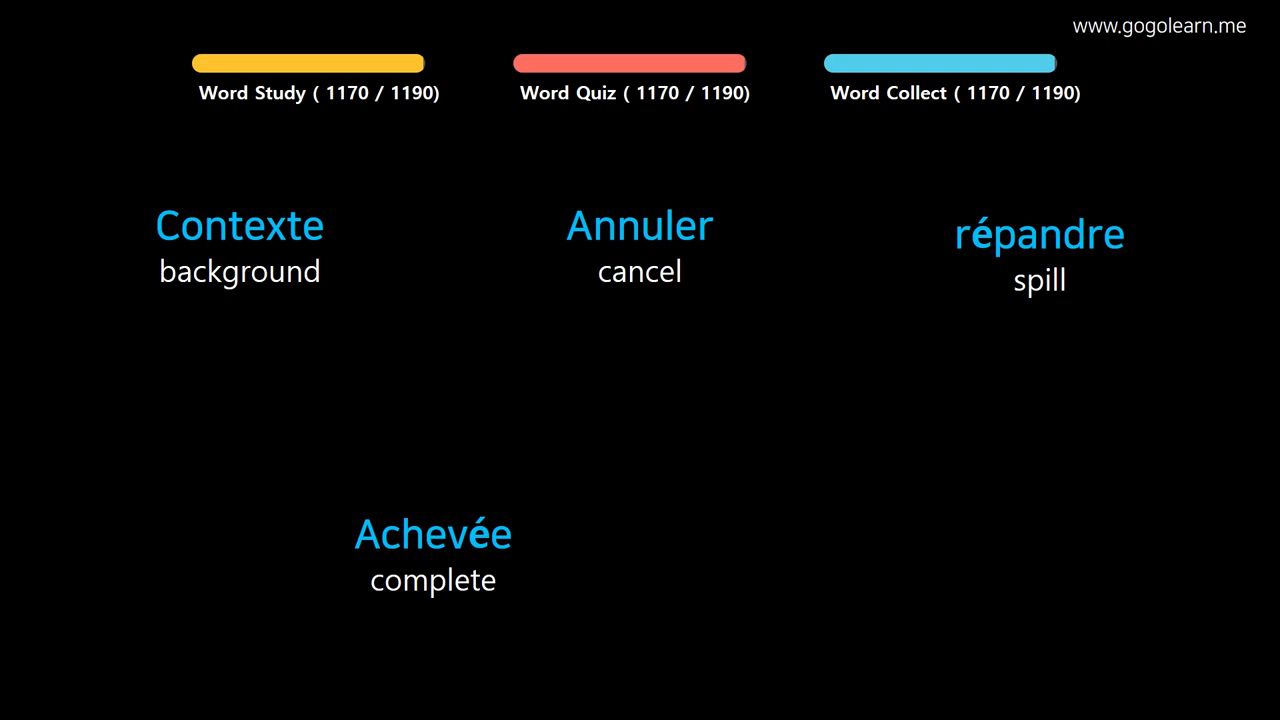 www.gogolearn.me
Word Study ( 1170 / 1190)
Word Quiz ( 1170 / 1190)
Word Collect ( 1170 / 1190)
Contexte
background
Annuler
cancel
répandre
spill
Achevée
complete